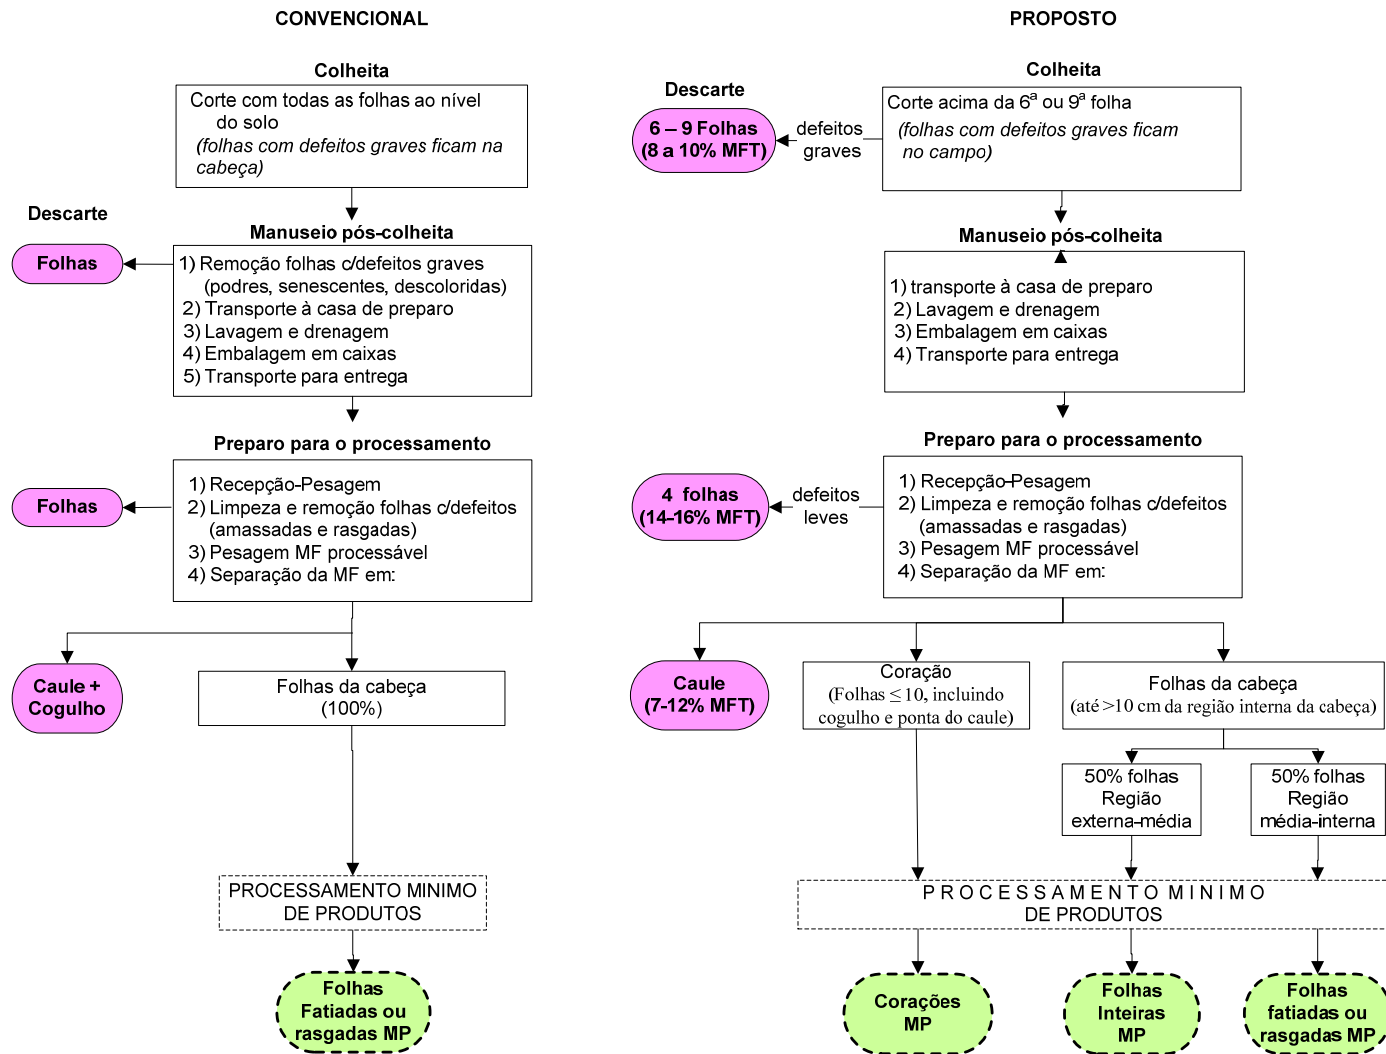 CONVENCIONAL
Colheita
Corte com todas as folhas ao nível
do solo
(folhas com defeitos graves ficam na
cabeça)
Descarte
Manuseio pós-colheita
Folhas
1) Remoção folhas c/defeitos graves
(podres, senescentes, descoloridas)
2) Transporte à casa de preparo
3) Lavagem e drenagem
4) Embalagem em caixas
5) Transporte para entrega
Preparo para o processamento
Folhas
1) Recepção-Pesagem
2) Limpeza e remoção folhas c/defeitos
(amassadas e rasgadas)
3) Pesagem MF processável
4) Separação da MF em:
Caule +
Cogulho
Folhas da cabeça
(100%)
PROCESSAMENTO MINIMO
DE PRODUTOS
Folhas
Fatiadas ou
rasgadas MP
PROPOSTO
Colheita
Descarte
6 – 9 Folhas
(8 a 10% MFT)
defeitos
graves
Corte acima da 6ª ou 9ª folha
(folhas com defeitos graves ficam
no campo)
Manuseio pós-colheita
1) transporte à casa de preparo
2) Lavagem e drenagem
3) Embalagem em caixas
4) Transporte para entrega
Preparo para o processamento
4 folhas
(14-16% MFT)
defeitos
leves
1) Recepção-Pesagem
2) Limpeza e remoção folhas c/defeitos
(amassadas e rasgadas)
3) Pesagem MF processável
4) Separação da MF em:
Caule
(7-12% MFT)
Coração
(Folhas ≤ 10, incluindo
cogulho e ponta do caule)
Folhas da cabeça
(até >10 cm da região interna da cabeça)
50% folhas
Região
externa-média
50% folhas
Região
média-interna
P R O C E S S A M E N T O M I N I M O
DE PRODUTOS
Corações
MP
Folhas
Inteiras
MP
Folhas
fatiadas ou
rasgadas MP